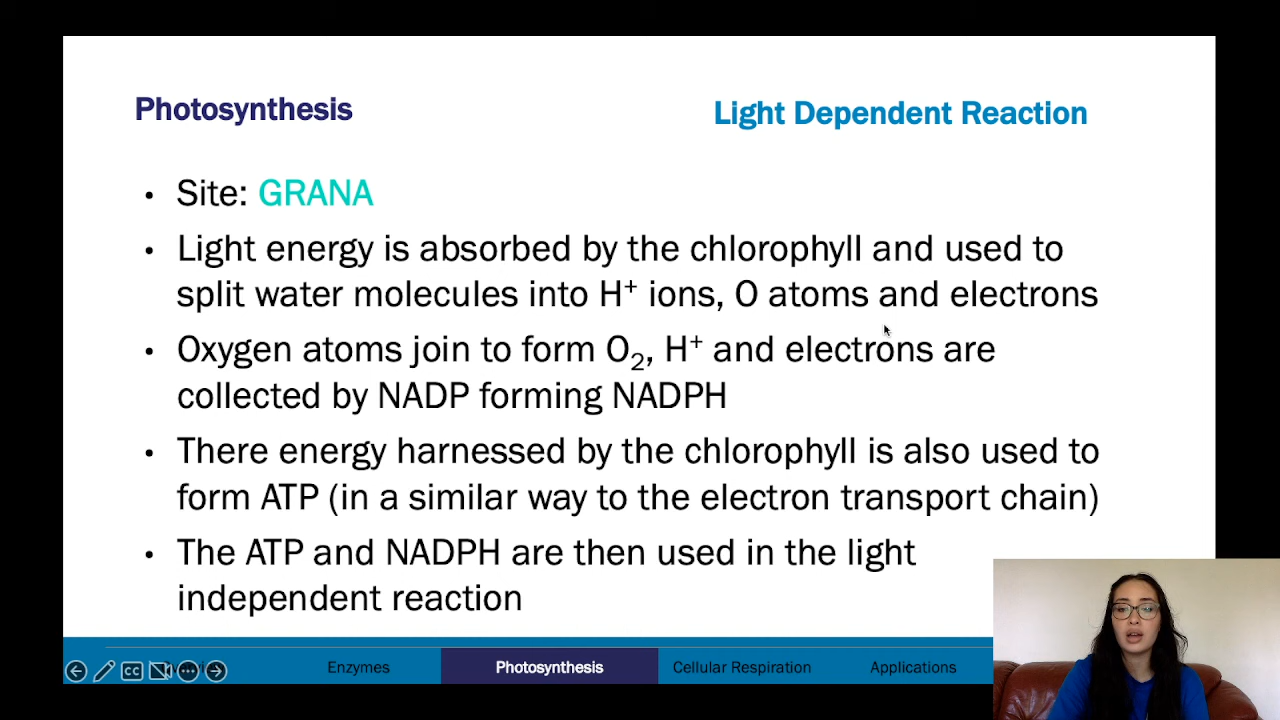 Photosynthesis
Light Dependent Reaction
• Site: GRANA
• Light energy is absorbed by the chlorophyll and used to
split water molecules into H⁺ ions, O atoms and electrons
• Oxygen atoms join to form O₂, H⁺ and electrons are
collected by NADP forming NADPH
• There energy harnessed by the chlorophyll is also used to
form ATP (in a similar way to the electron transport chain)
• The ATP and NADPH are then used in the light
independent reaction
CC
Enzymes
Photosynthesis
Cellular Respiration
Applications